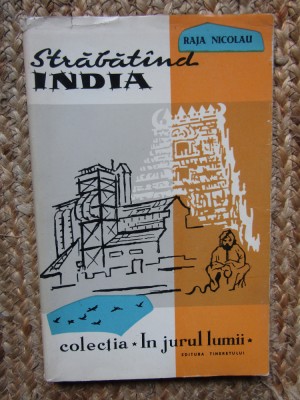 RAJA NICOLAU
Străbătînd
INDIA
colecția * In jurul lumii *
EDITURA TINERETULUI